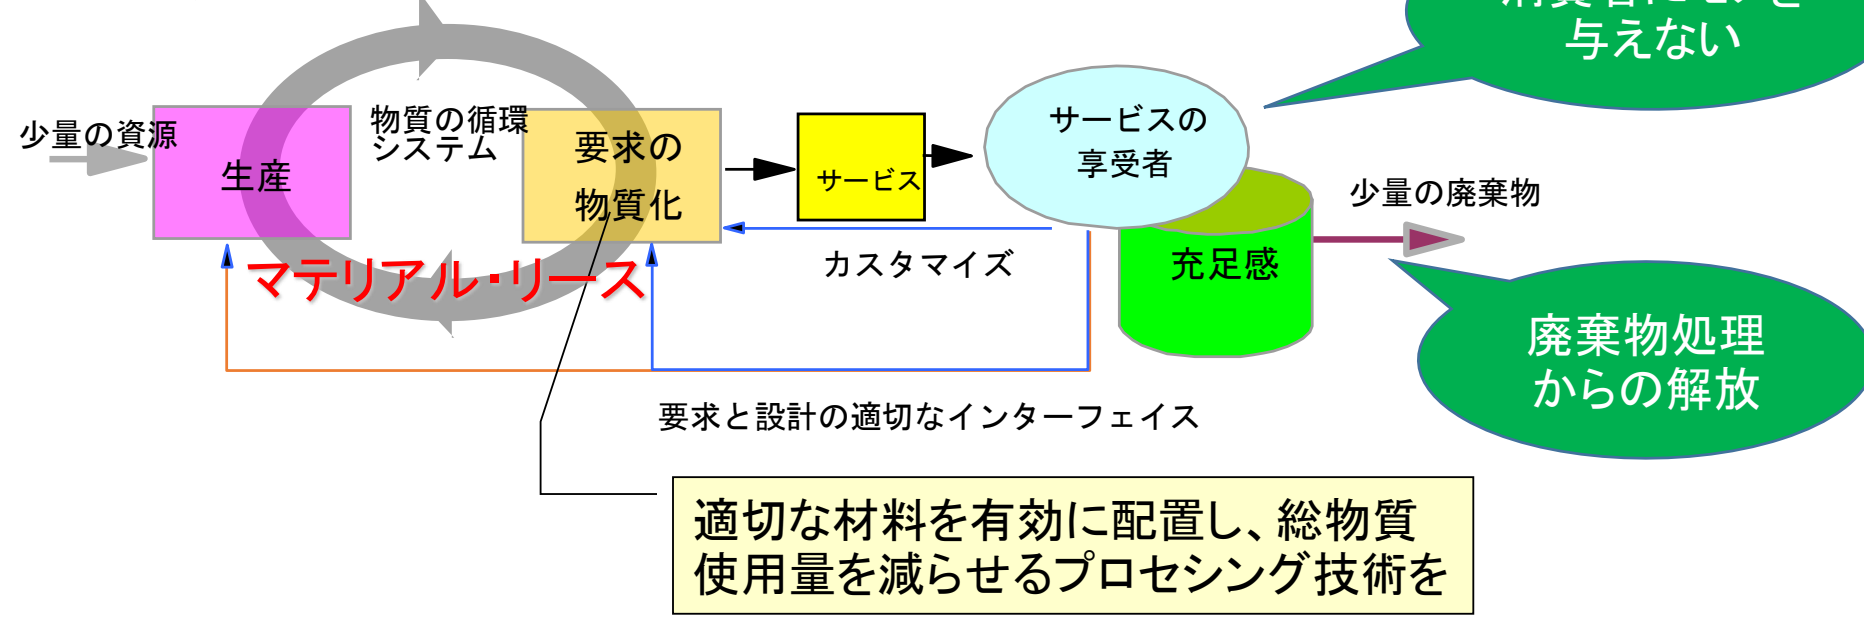 与えない
少量の資源
物質の循環
システム
生産
要求の
物質化
サービス
サービスの
享受者
少量の廃棄物
カスタマイズ
充足感
マテリアル・リース
廃棄物処理
からの解放
要求と設計の適切なインターフェイス
適切な材料を有効に配置し、総物質
使用量を減らせるプロセシング技術を